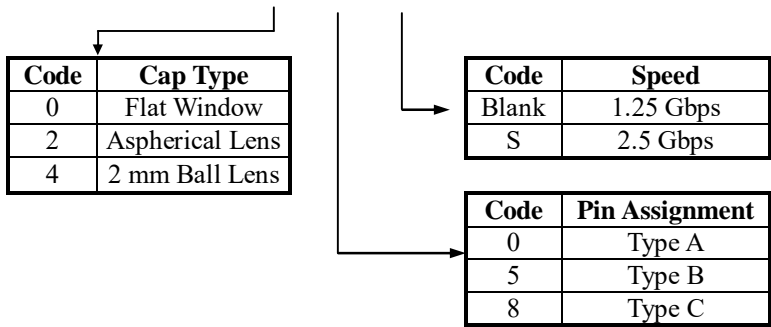 Code Cap Type
0 Flat Window
2 Aspherical Lens
4 2 mm Ball Lens
Code Speed
Blank 1.25 Gbps
S 2.5 Gbps
Code Pin Assignment
0 Type A
5 Type B
8 Type C